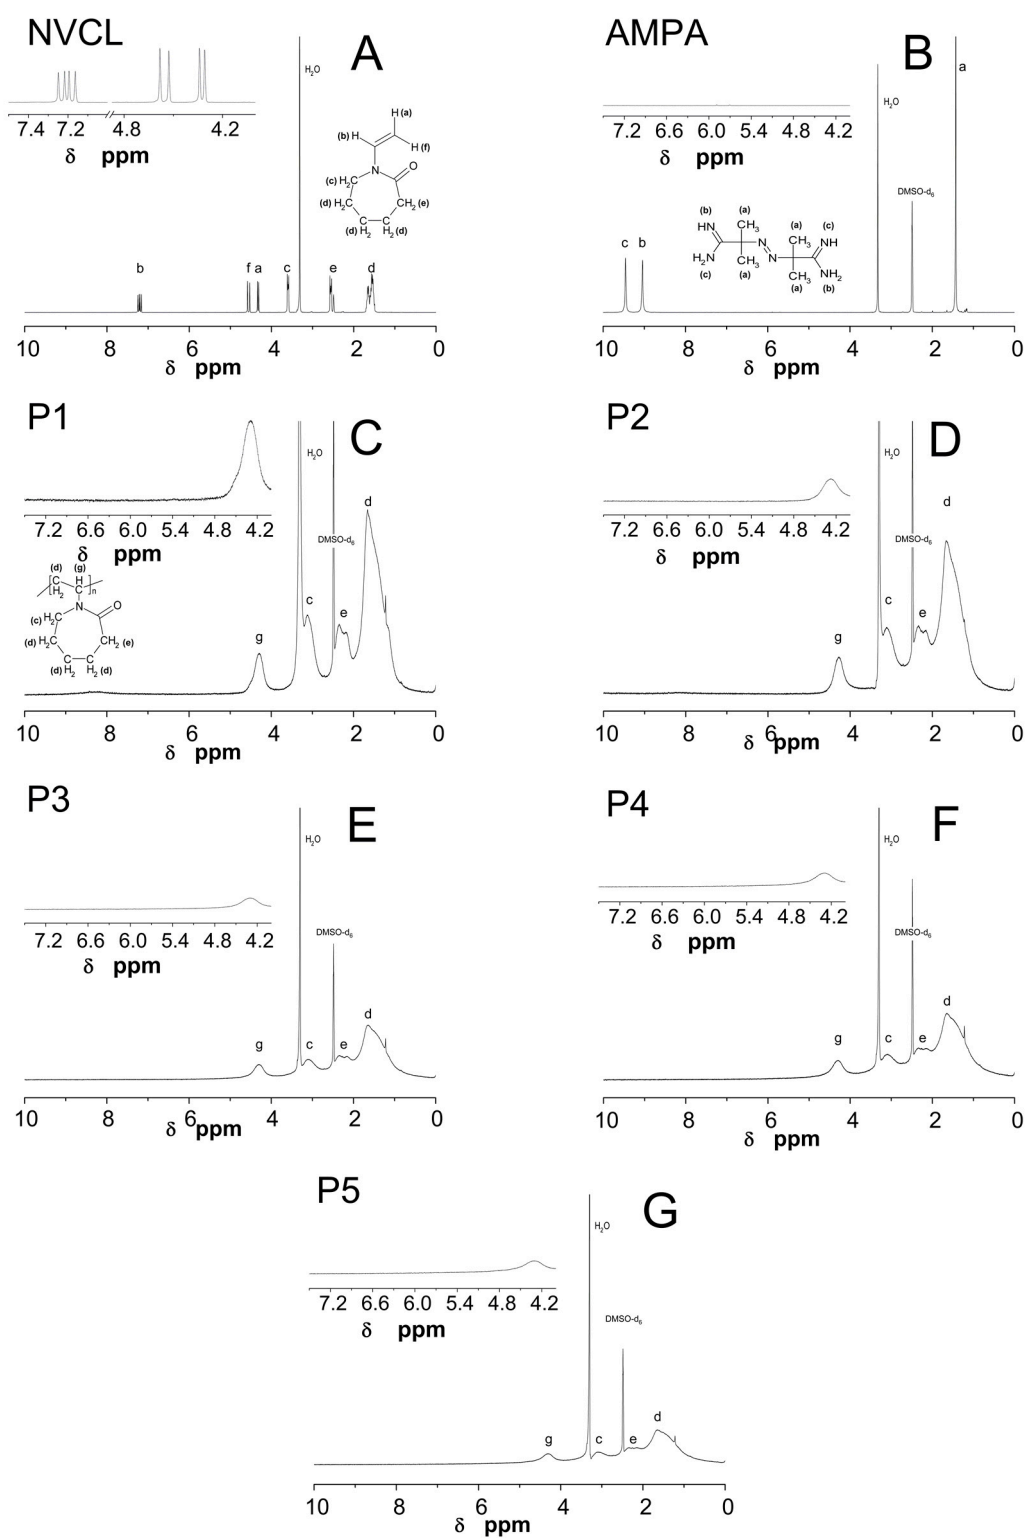 NVCL
A
7.4 7.2 4.8 4.2
δ ppm
H2O
H (a)
(b) H
H (f)
N
O
(c) H2C
(d) H2C
CH2 (e)
(d) C H2
C H2 (d)
b f a c e d
10 8 6 4 2 0
δ ppm
AMPA
B
7.2 6.6 6.0 5.4 4.8 4.2
δ ppm
H2O
a
DMSO-d6
(b) (a)
HN CH3 (a) (c)
N CH3 NH
H2N CH3 N
(c) (a) CH3 NH2
(a) (b)
c b
10 8 6 4 2 0
δ ppm
P1
C
7.2 6.6 6.0 5.4 4.8 4.2
δ ppm
H2O
DMSO-d6
(d) (g)
C H2
H
n
N
O
(c) H2C
(d) H2C
CH2 (e)
(d) C H2
C H2 (d)
g c e d
10 8 6 4 2 0
δ ppm
P2
D
7.2 6.6 6.0 5.4 4.8 4.2
δ ppm
H2O
DMSO-d6
g c e d
10 8 6 4 2 0
δ ppm
P3
E
7.2 6.6 6.0 5.4 4.8 4.2
δ ppm
H2O
DMSO-d6
g c e d
10 8 6 4 2 0
δ ppm
P4
F
7.2 6.6 6.0 5.4 4.8 4.2
δ ppm
H2O
DMSO-d6
g c e d
10 8 6 4 2 0
δ ppm
P5
G
7.2 6.6 6.0 5.4 4.8 4.2
δ ppm
H2O
DMSO-d6
g c e d
10 8 6 4 2 0
δ ppm